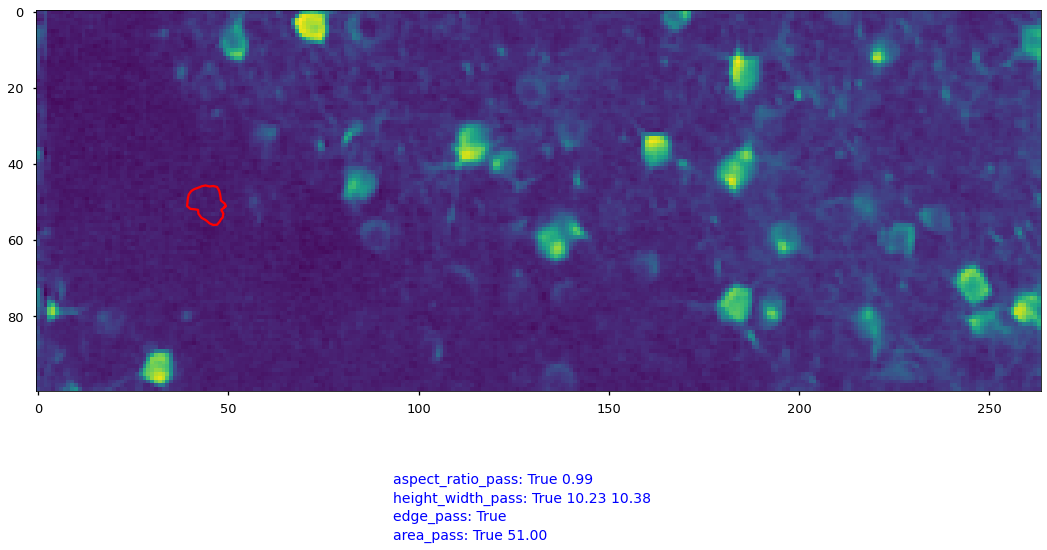 0
20
40
60
80
0 50 100 150 200 250
aspect_ratio_pass: True 0.99
height_width_pass: True 10.23 10.38
edge_pass: True
area_pass: True 51.00